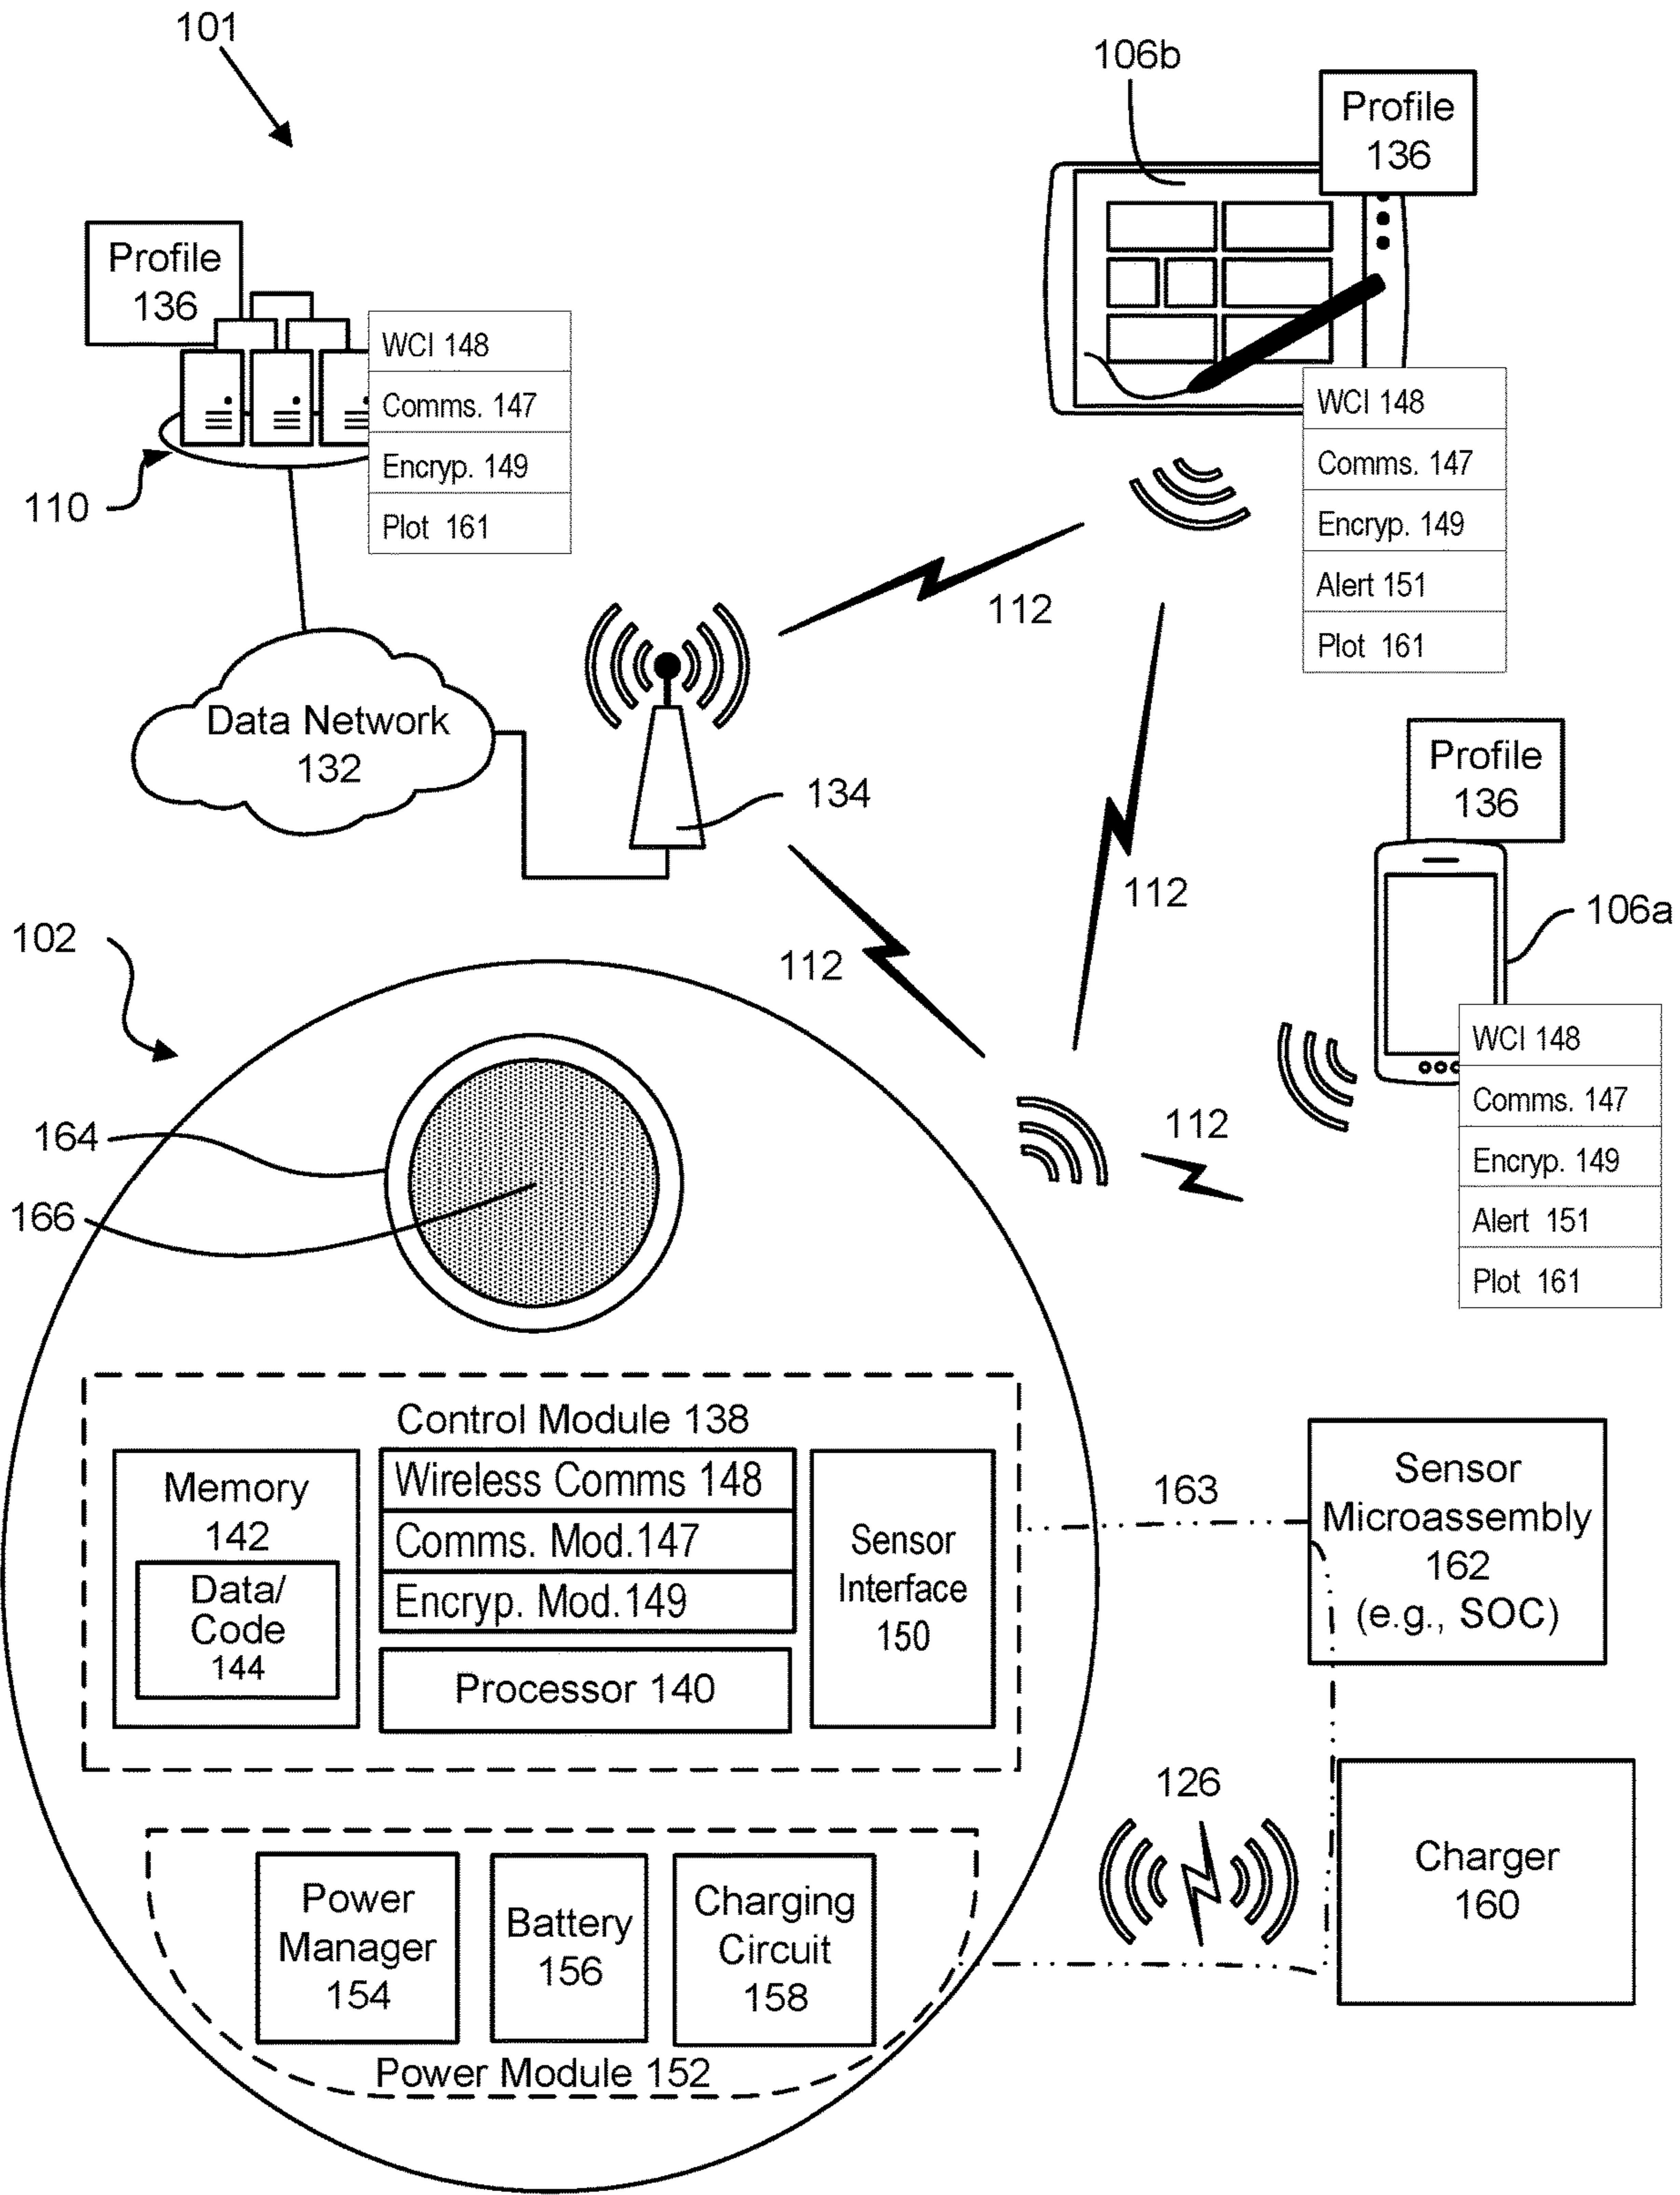 101
106b
Profile
136
Profile
136
WCI 148
Comms. 147
Encryp. 149
Plot 161
110
WCI 148
Comms. 147
Encryp. 149
Alert 151
Plot 161
112
Data Network
132
134
Profile
136
112
106a
102
112
WCI 148
Comms. 147
Encryp. 149
Alert 151
Plot 161
112
164
166
Control Module 138
Memory
142
Data/
Code
144
Wireless Comms 148
Comms. Mod.147
Encryp. Mod.149
Processor 140
Sensor
Interface
150
163
Sensor
Microassembly
162
(e.g., SOC)
126
Charger
160
Power
Manager
154
Battery
156
Charging
Circuit
158
Power Module 152